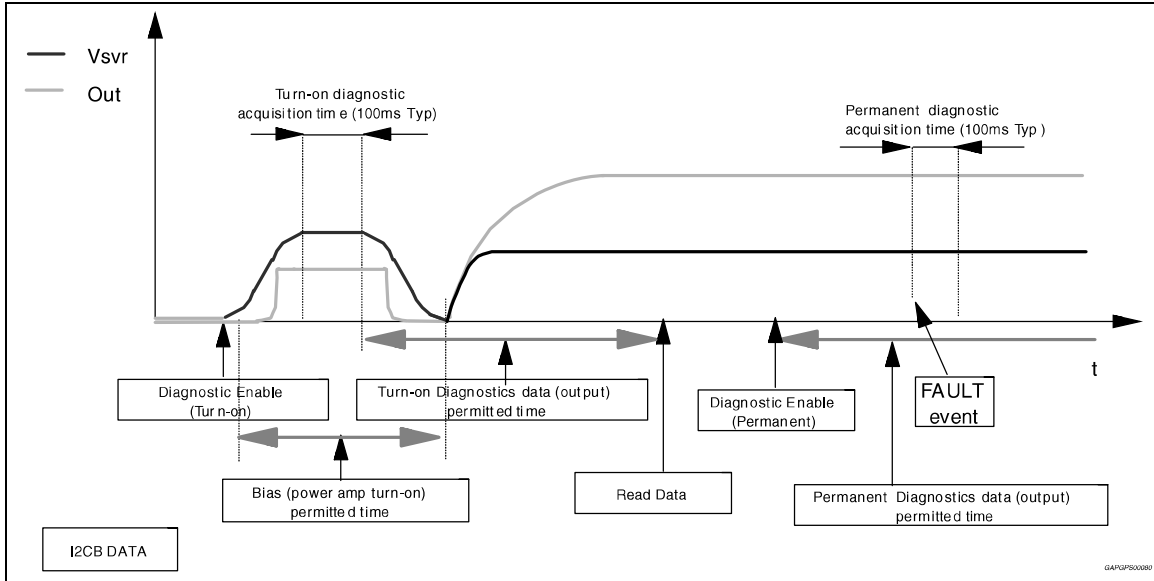 Vsvr
Out
Turn-on diagnostic
acquisition time (100ms Typ)
Permanent diagnostic
acquisition time (100ms Typ)
t
Diagnostic Enable
(Turn-on)
Turn-on Diagnostics data (output)
permitted time
Diagnostic Enable
(Permanent)
FAULT
event
Bias (power amp turn-on)
permitted time
Read Data
Permanent Diagnostics data (output)
permitted time
I2CB DATA
GAPGPS00080